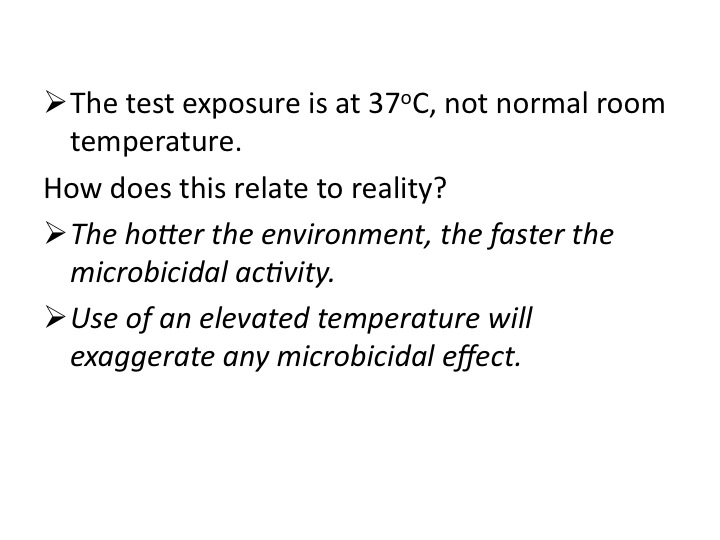 ➢The test exposure is at 37ºC, not normal room
temperature.
How does this relate to reality?
➢The hotter the environment, the faster the
microbicidal activity.
➢Use of an elevated temperature will
exaggerate any microbicidal effect.